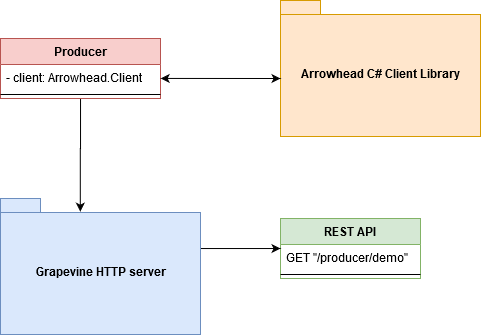 Producer
- client: Arrowhead.Client
Arrowhead C# Client Library
Grapevine HTTP server
REST API
GET "/producer/demo"